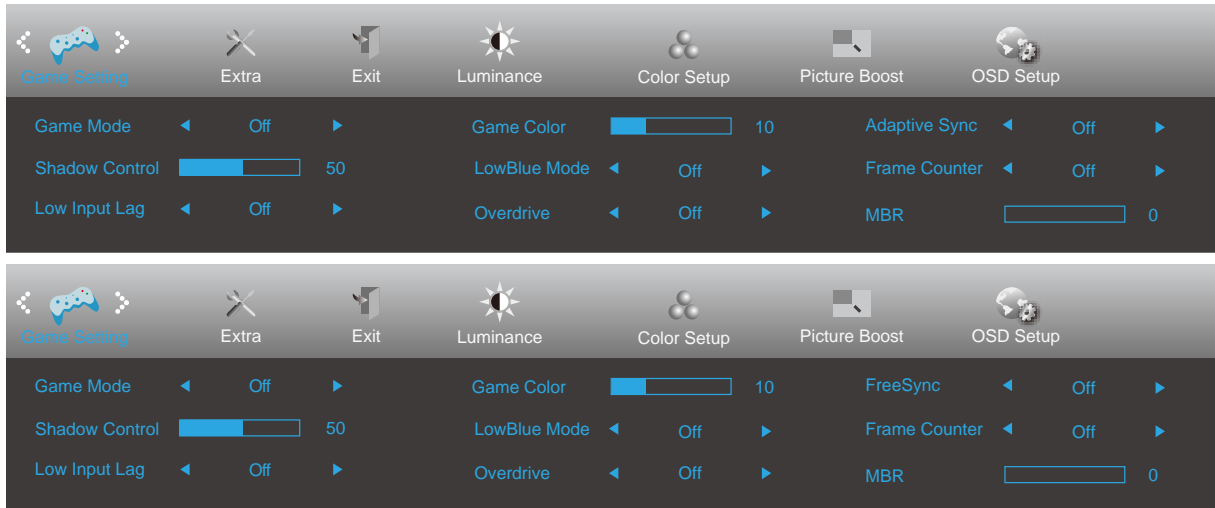 Game Setting Extra Exit Luminance Color Setup Picture Boost OSD Setup
Game Mode Off Game Color 10 Adaptive Sync Off
Shadow Control 50 LowBlue Mode Off Frame Counter Off
Low Input Lag Off Overdrive Off MBR 0
Game Setting Extra Exit Luminance Color Setup Picture Boost OSD Setup
Game Mode Off Game Color 10 FreeSync Off
Shadow Control 50 LowBlue Mode Off Frame Counter Off
Low Input Lag Off Overdrive Off MBR 0